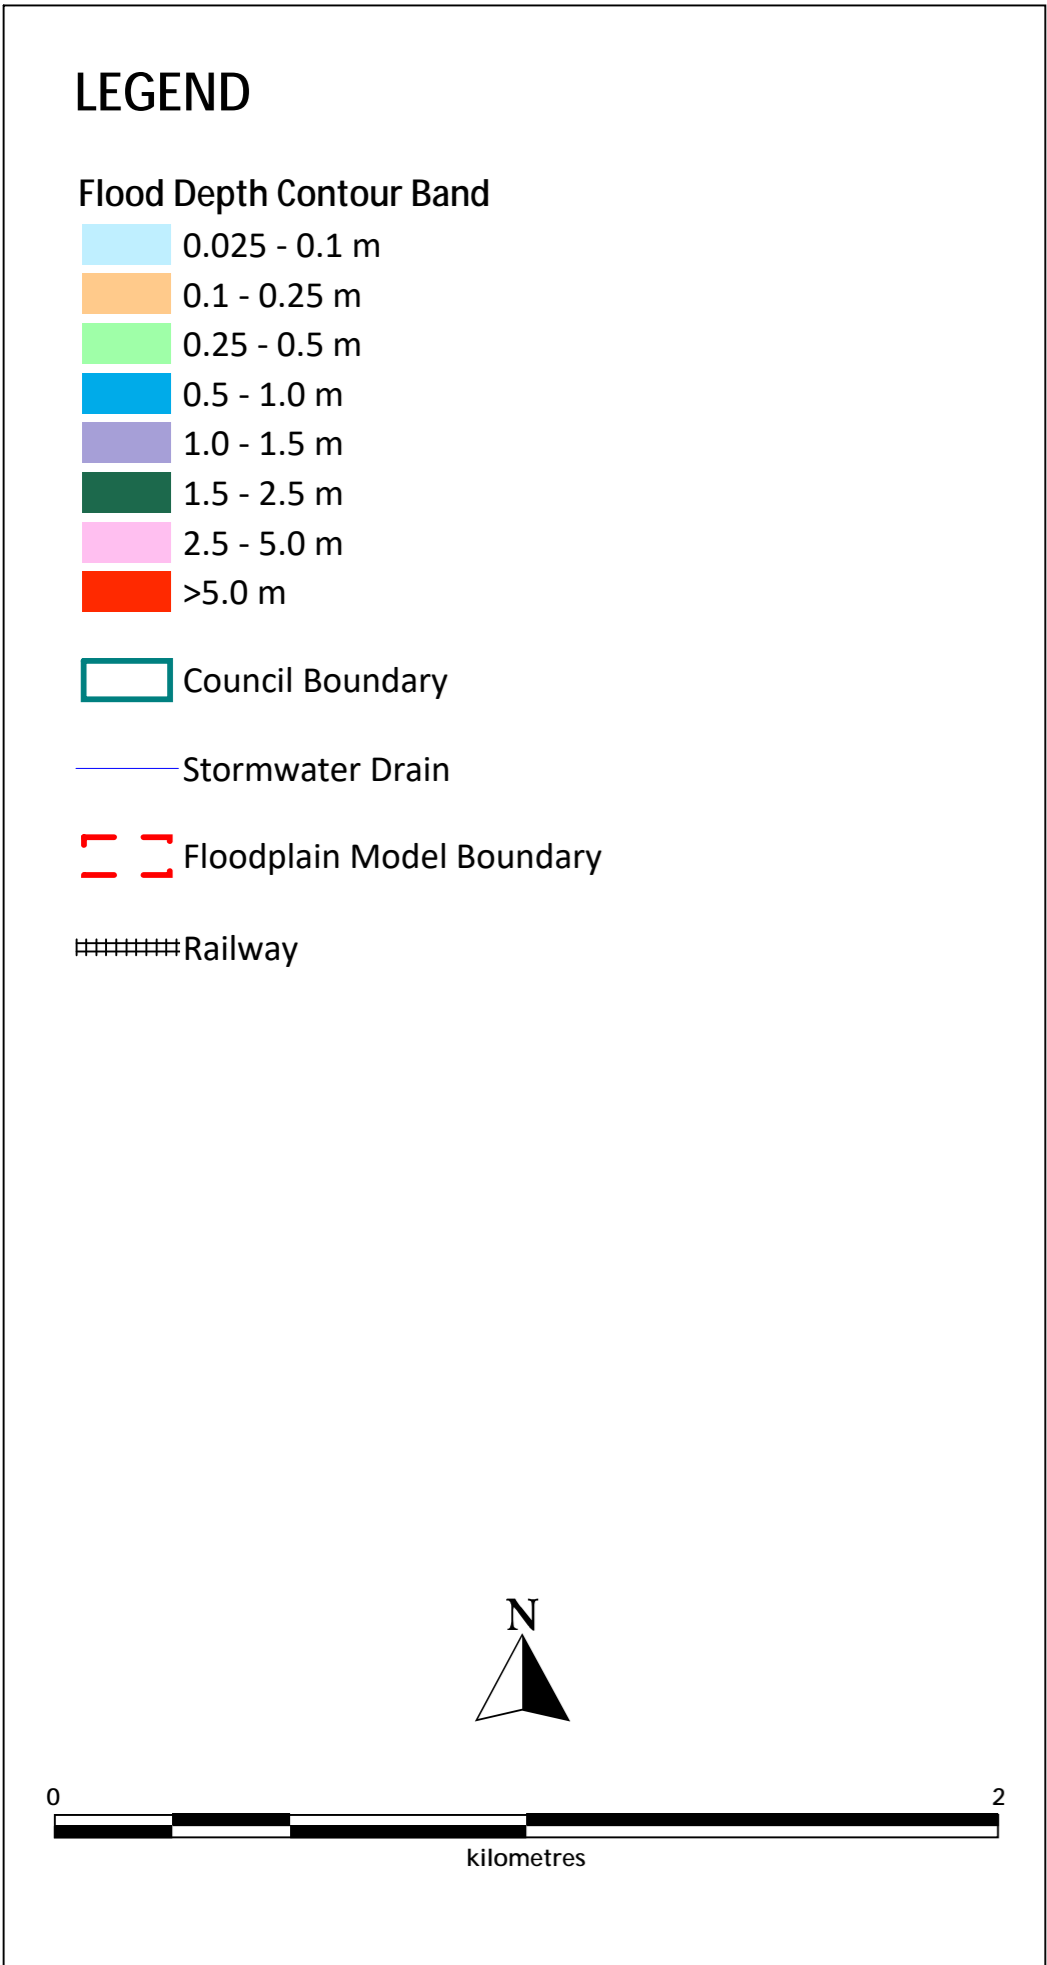 LEGEND
Flood Depth Contour Band
0.025 - 0.1 m
0.1 - 0.25 m
0.25 - 0.5 m
0.5 - 1.0 m
1.0 - 1.5 m
1.5 - 2.5 m
2.5 - 5.0 m
>5.0 m
Council Boundary
Stormwater Drain
Floodplain Model Boundary
Railway
N
0 2
kilometres